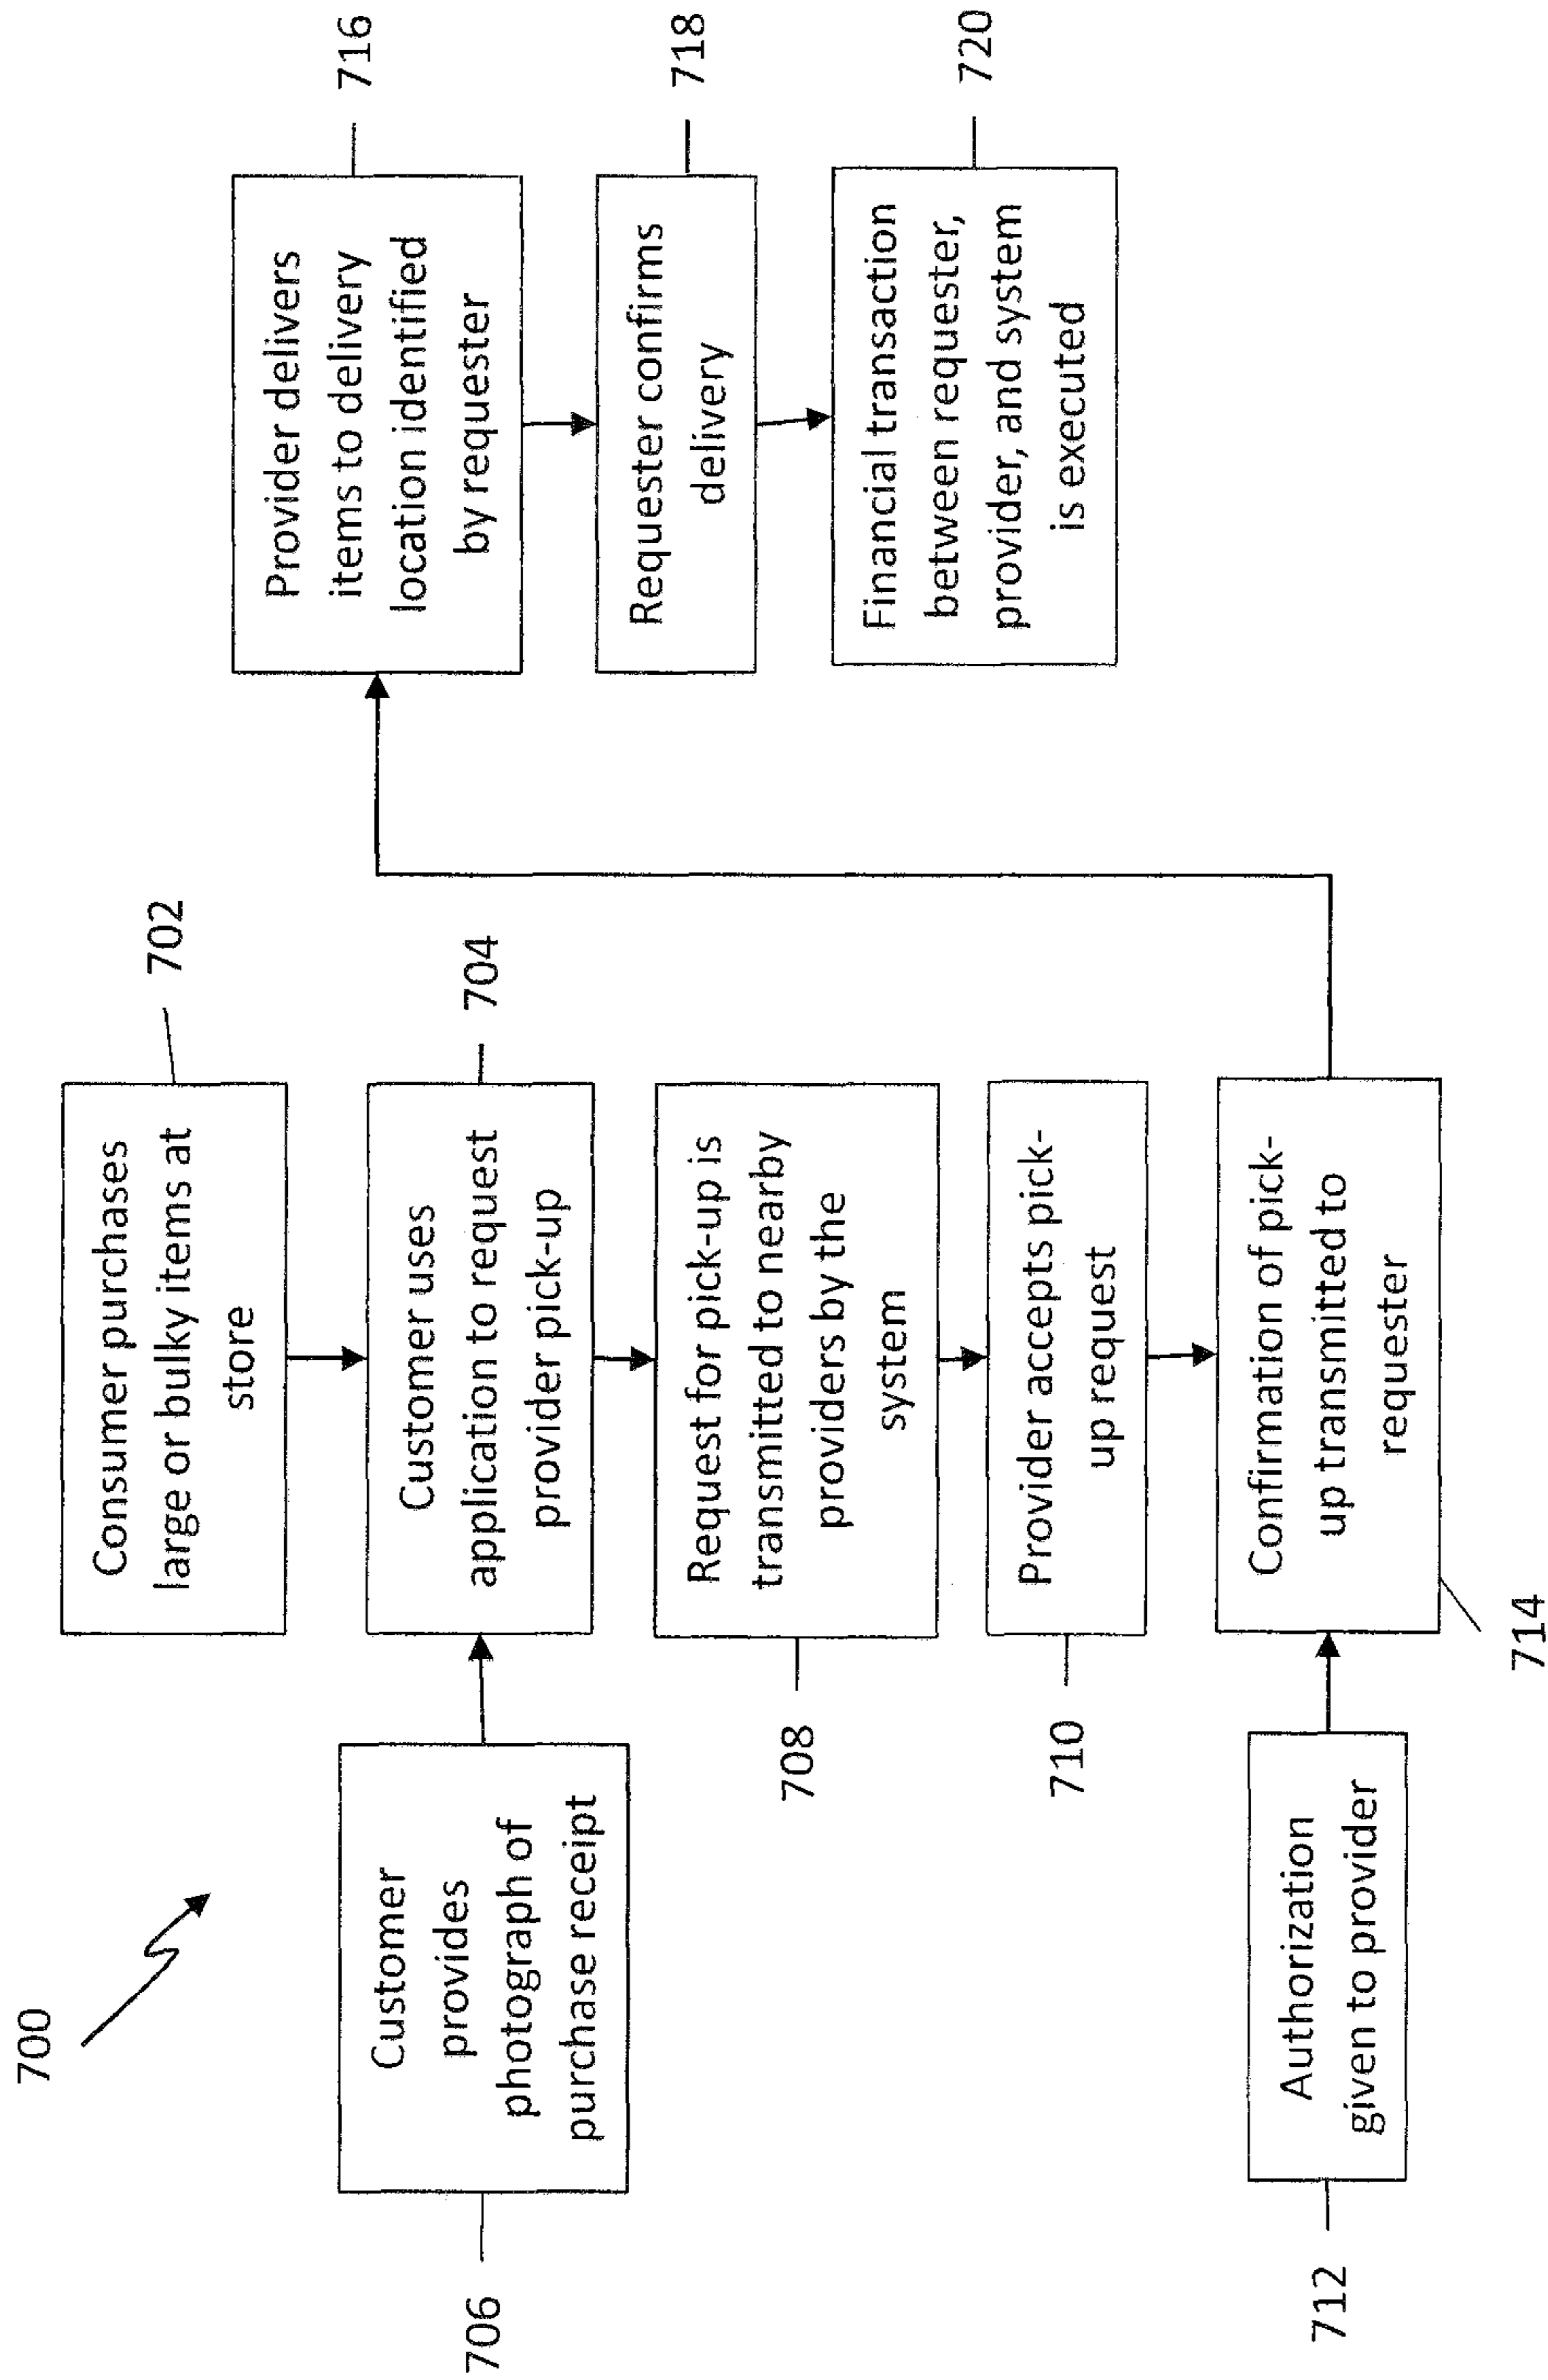 700
Consumer purchases
large or bulky items at
store
702
Customer uses
application to request
provider pick-up
704
Customer
provides
photograph of
purchase receipt
706
Request for pick-up is
transmitted to nearby
providers by the
system
708
Provider accepts pick-
up request
710
Authorization
given to provider
712
Confirmation of pick-
up transmitted to
requester
714
Provider delivers
items to delivery
location identified
by requester
716
Requester confirms
delivery
718
Financial transaction
between requester,
provider, and system
is executed
720